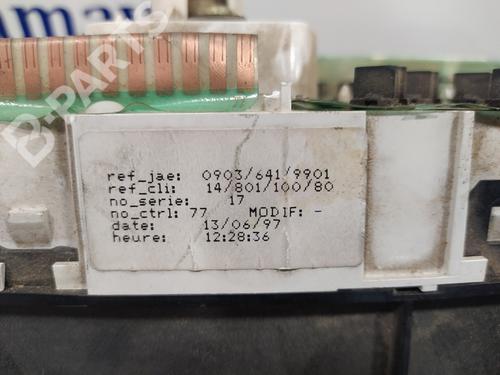 B-PARTS
ref_jae: 0903/641/9901
ref_cli: 14/801/100/80
no_serie: 17
no_ctrl: 77 MODIF: -
date: 13/06/97
heure: 12:28:36